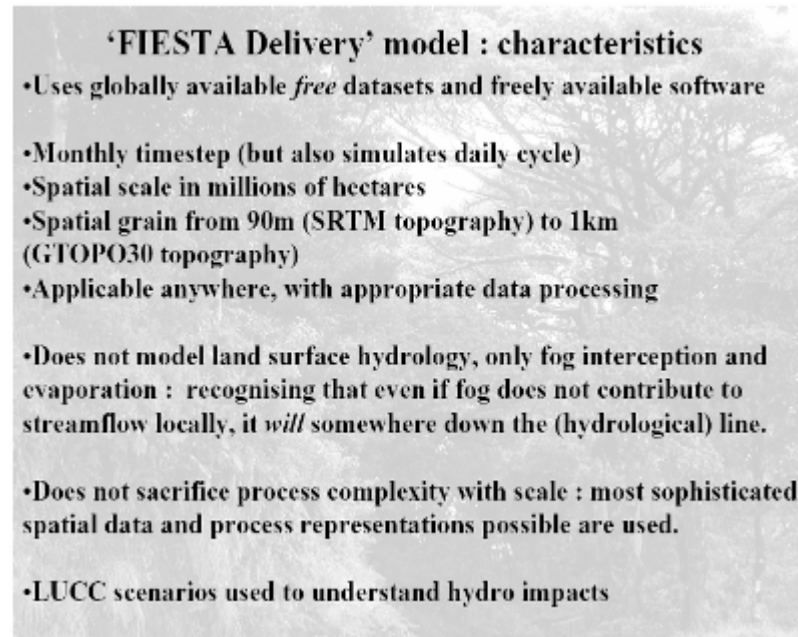 ‘FIESTA Delivery’ model : characteristics
•Uses globally available free datasets and freely available software
•Monthly timestep (but also simulates daily cycle)
•Spatial scale in millions of hectares
•Spatial grain from 90m (SRTM topography) to 1km
(GTOPO30 topography)
•Applicable anywhere, with appropriate data processing
•Does not model land surface hydrology, only fog interception and
evaporation :  recognising that even if fog does not contribute to
streamflow locally, it will somewhere down the (hydrological) line.
•Does not sacrifice process complexity with scale : most sophisticated
spatial data and process representations possible are used.
•LUCC scenarios used to understand hydro impacts